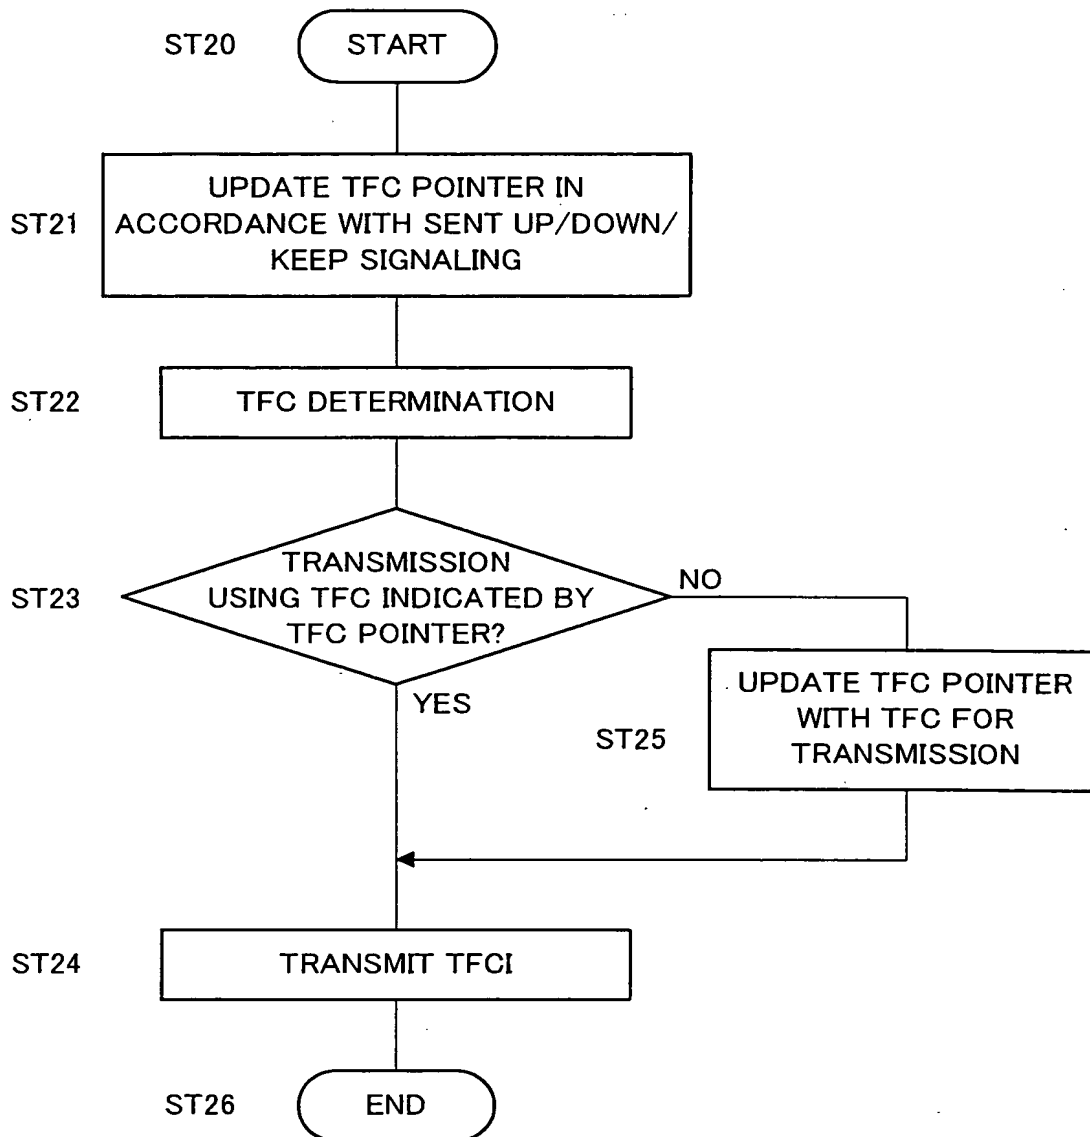 ST20
START
ST21
UPDATE TFC POINTER IN
ACCORDANCE WITH SENT UP/DOWN/
KEEP SIGNALING
ST22
TFC DETERMINATION
ST23
TRANSMISSION
USING TFC INDICATED BY
TFC POINTER?
NO
YES
ST25
UPDATE TFC POINTER
WITH TFC FOR
TRANSMISSION
ST24
TRANSMIT TFCI
ST26
END